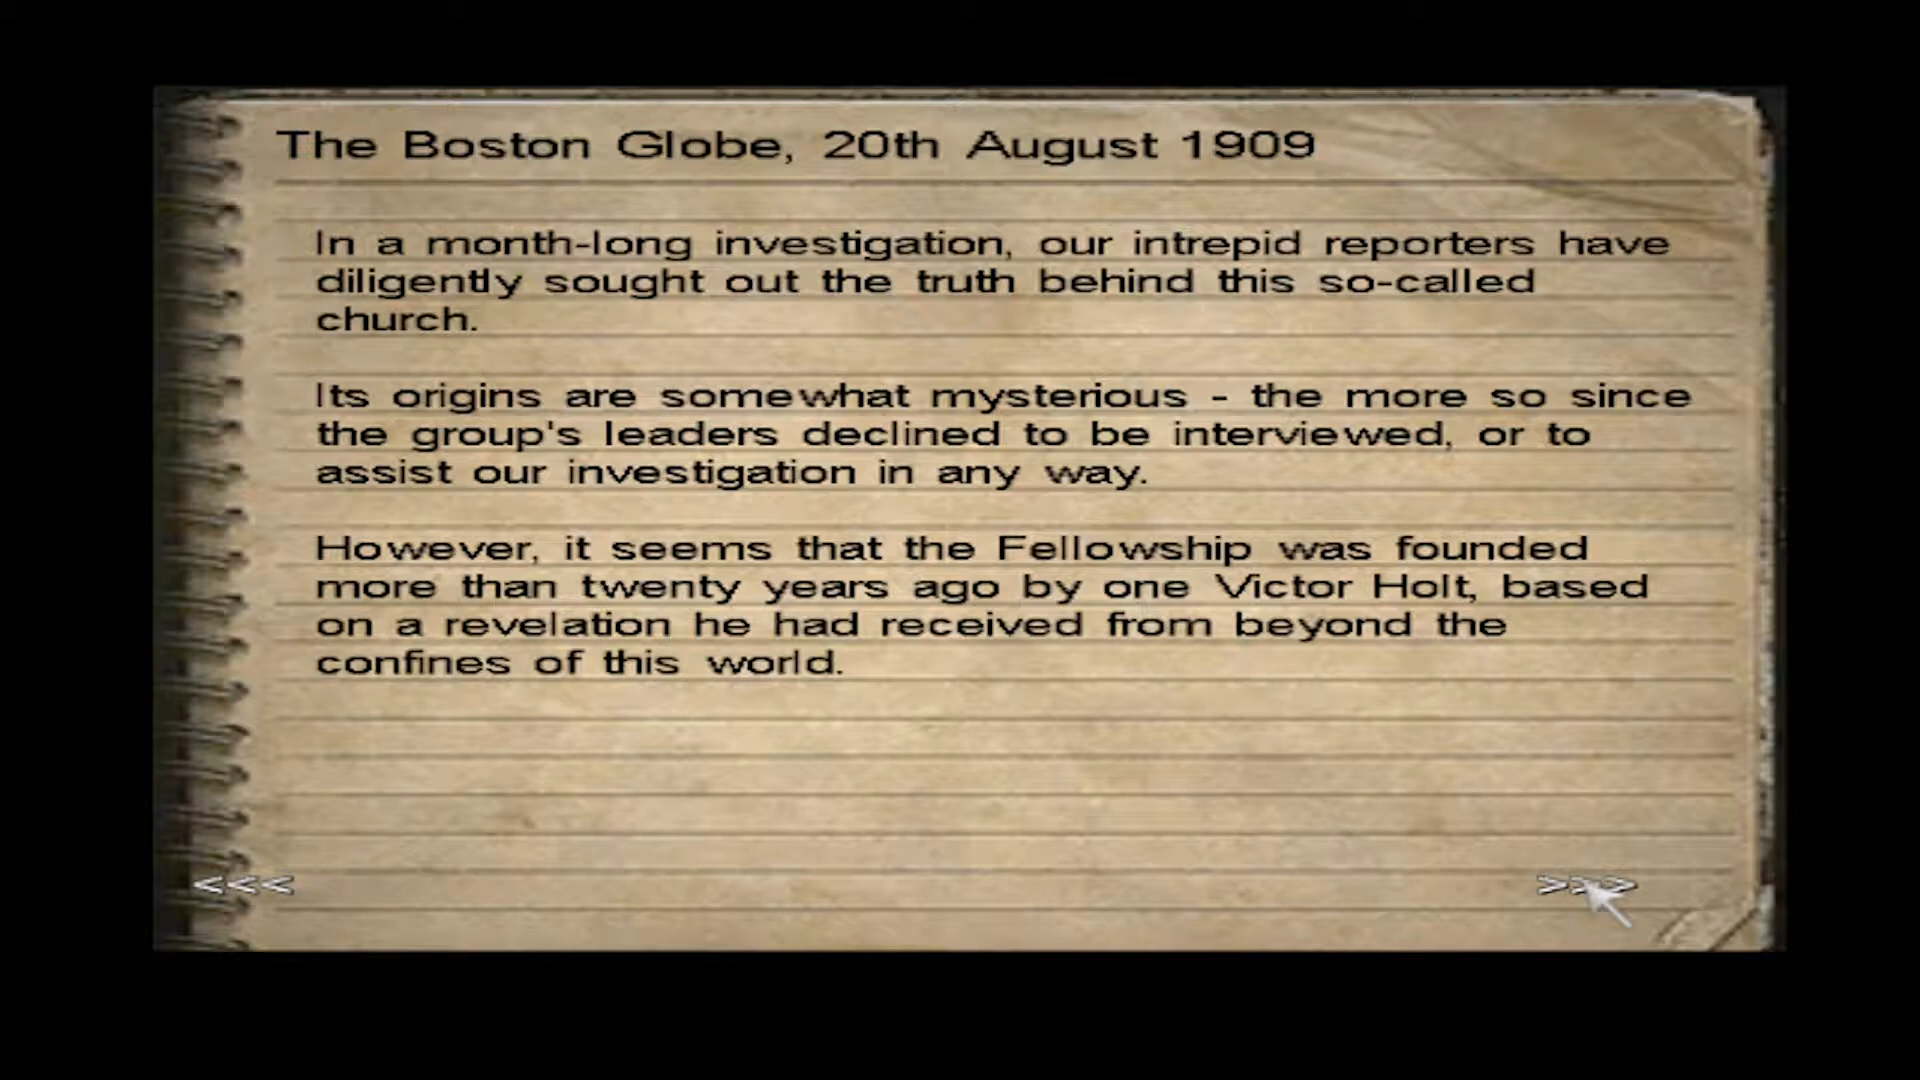 The Boston Globe, 20th August 1909
In a month-long investigation, our intrepid reporters have
diligently sought out the truth behind this so-called
church.
Its origins are somewhat mysterious - the more so since
the group's leaders declined to be interviewed, or to
assist our investigation in any way.
However, it seems that the Fellowship was founded
more than twenty years ago by one Victor Holt, based
on a revelation he had received from beyond the
confines of this world.
<<< >>>